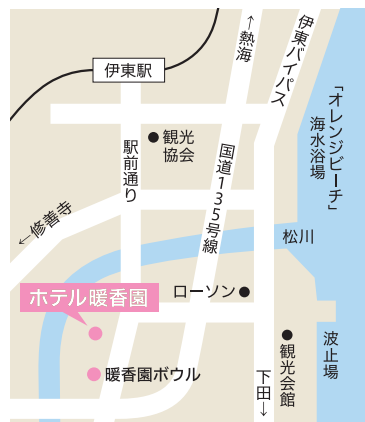 ←熱海
伊東バイパス
伊東駅
「オレンジビーチ」
海水浴場
観光
協会
駅前通り
国道135号線
←修善寺
松川
ホテル暖香園
ローソン
波止場
観光会館
暖香園ボウル
下田→